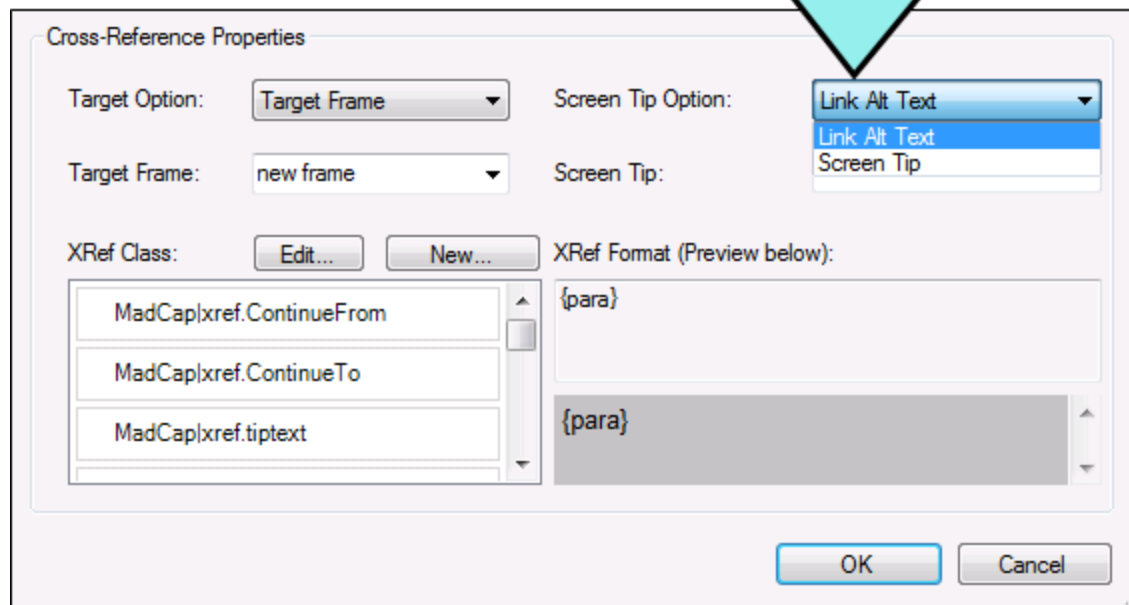 Cross-Reference Properties
Target Option: Target Frame
Screen Tip Option: Link Alt Text
Link Alt Text
Screen Tip
Target Frame: new frame
Screen Tip:
XRef Class: Edit... New...
XRef Format (Preview below):
MadCap|xref.ContinueFrom
MadCap|xref.ContinueTo
MadCap|xref.tiptext
{para}
{para}
OK Cancel